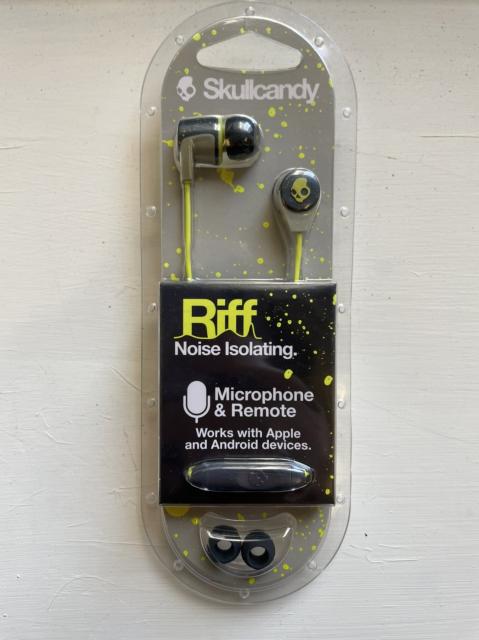 Skullcandy
Riff
Noise Isolating.
Microphone
& Remote
Works with Apple
and Android devices.